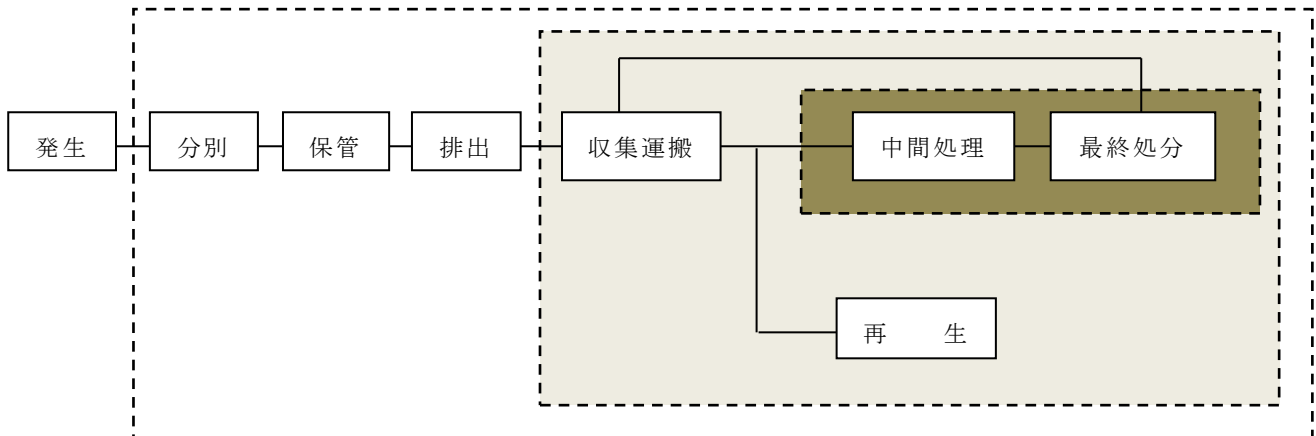 発生
分別
保管
排出
収集運搬
中間処理
最終処分
再　　生